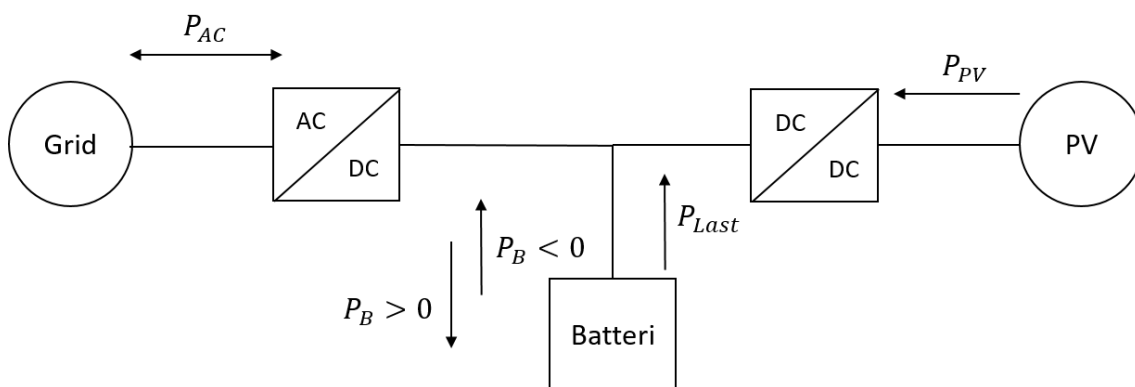 P_AC
P_PV
Grid
AC
DC
DC
DC
PV
P_B < 0
P_Last
P_B > 0
Batteri